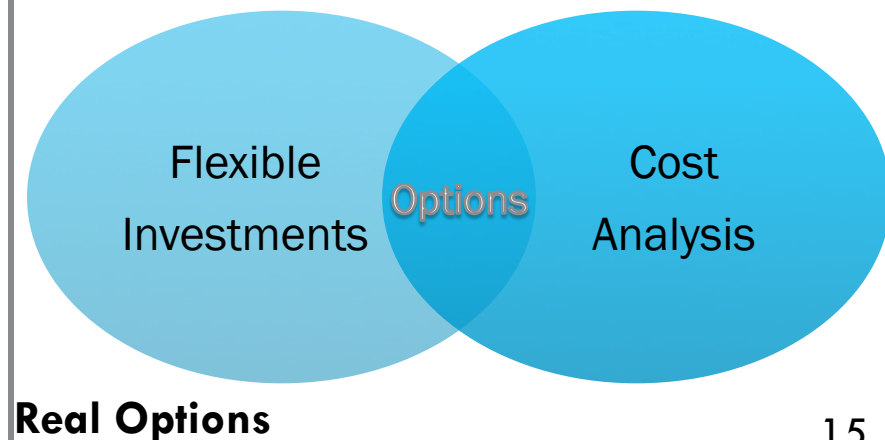 Flexible
Investments
Options
Cost
Analysis
Real Options
15